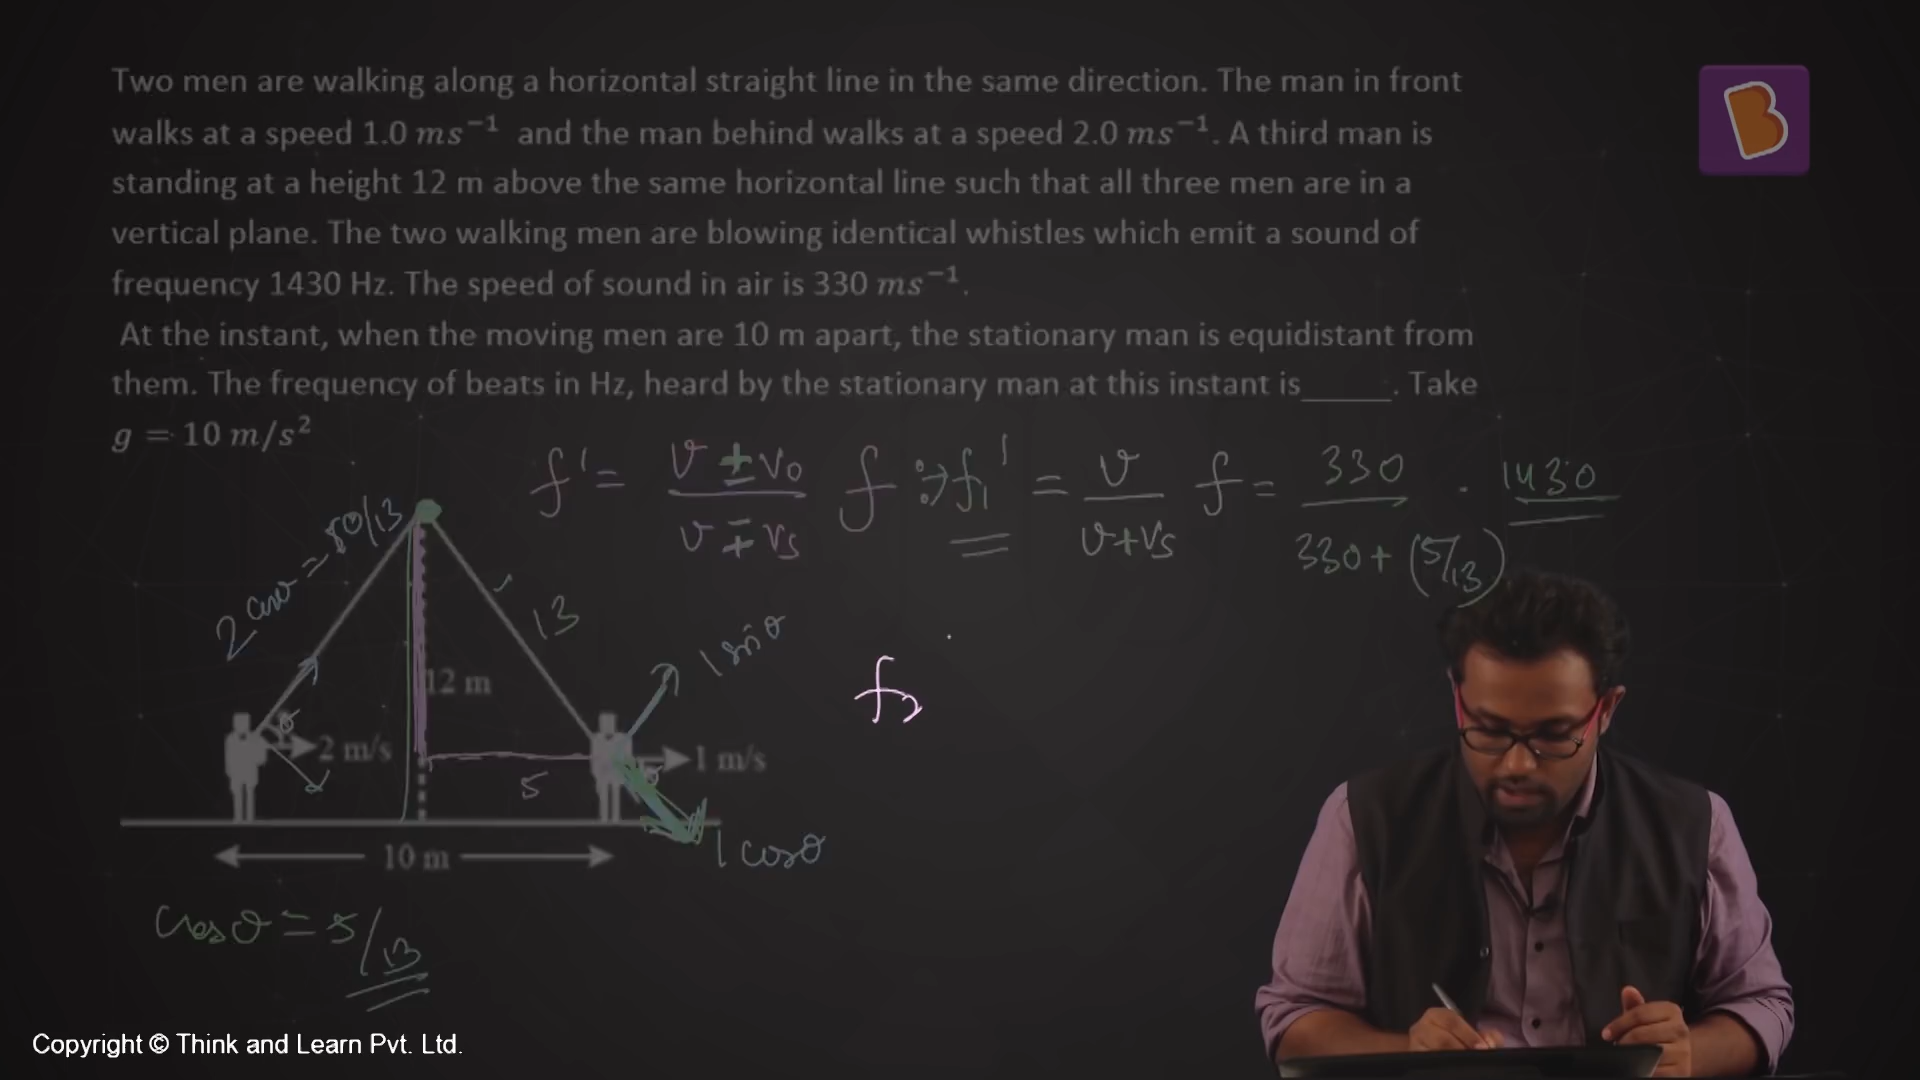 Two men are walking along a horizontal straight line in the same direction. The man in front
walks at a speed 1.0 ms⁻¹ and the man behind walks at a speed 2.0 ms⁻¹. A third man is
standing at a height 12 m above the same horizontal line such that all three men are in a
vertical plane. The two walking men are blowing identical whistles which emit a sound of
frequency 1430 Hz. The speed of sound in air is 330 ms⁻¹.
At the instant, when the moving men are 10 m apart, the stationary man is equidistant from
them. The frequency of beats in Hz, heard by the stationary man at this instant is_____. Take
g = 10 m/s²
B
f' = (v ± v₀)/(v ∓ vs) f ⇒ f₁' = v/(v+vs) f = 330/(330 + (5/13)) · 1430
2 cosθ = 10/13
13
1 sinθ
12 m
f₂
θ
2 m/s
1 m/s
θ
5
1 cosθ
10 m
cosθ = 5/13
Copyright © Think and Learn Pvt. Ltd.